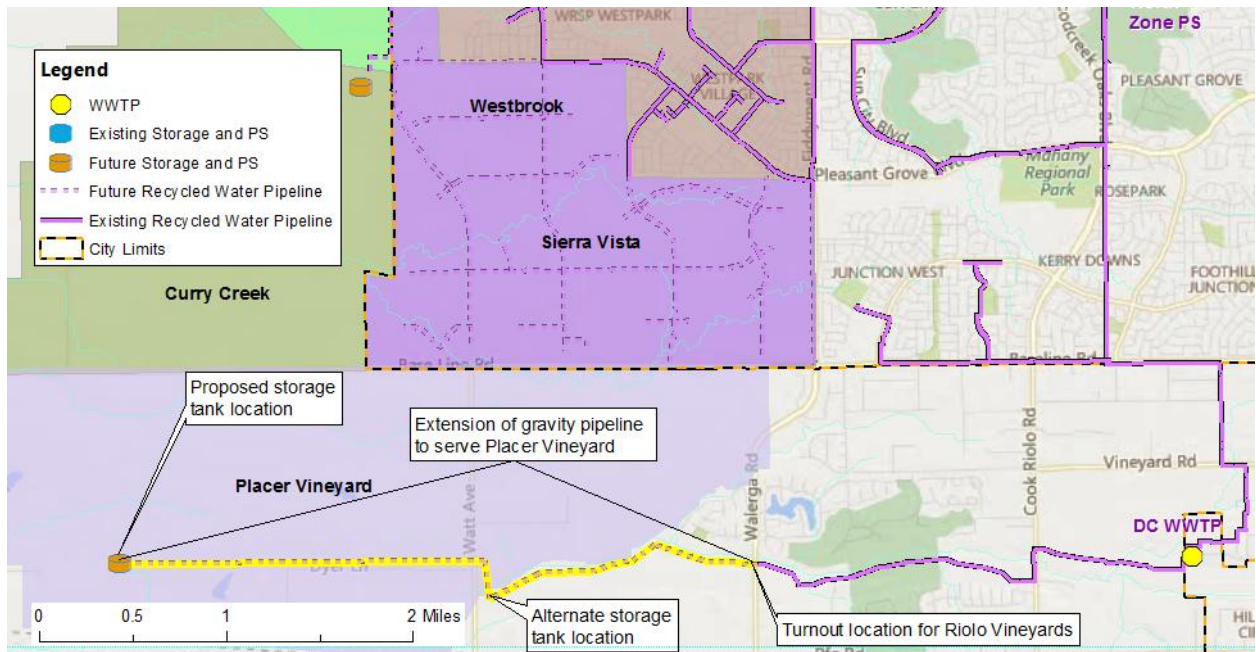 WRSP WESTPARK
Zone PS
Legend
WWTP
Existing Storage and PS
Future Storage and PS
Future Recycled Water Pipeline
Existing Recycled Water Pipeline
City Limits
Westbrook
WESTPARK
VILLAGE
Fiddyment Rd
Sun City Blvd
PLEASANT GROVE
Pleasant Grove
Mahany
Regional
Park
ROSEPARK
Sierra Vista
Curry Creek
JUNCTION WEST
KERRY DOWNS
FOOTHILL
JUNCTION
Base Line Rd
Baseline Rd
Proposed storage
tank location
Extension of gravity pipeline
to serve Placer Vineyard
Placer Vineyard
Watt Ave
Walerga Rd
Cook Riolo Rd
Vineyard Rd
DC WWTP
Dyer Ln
0 0.5 1 2 Miles
Alternate storage
tank location
Turnout location for Riolo Vineyards